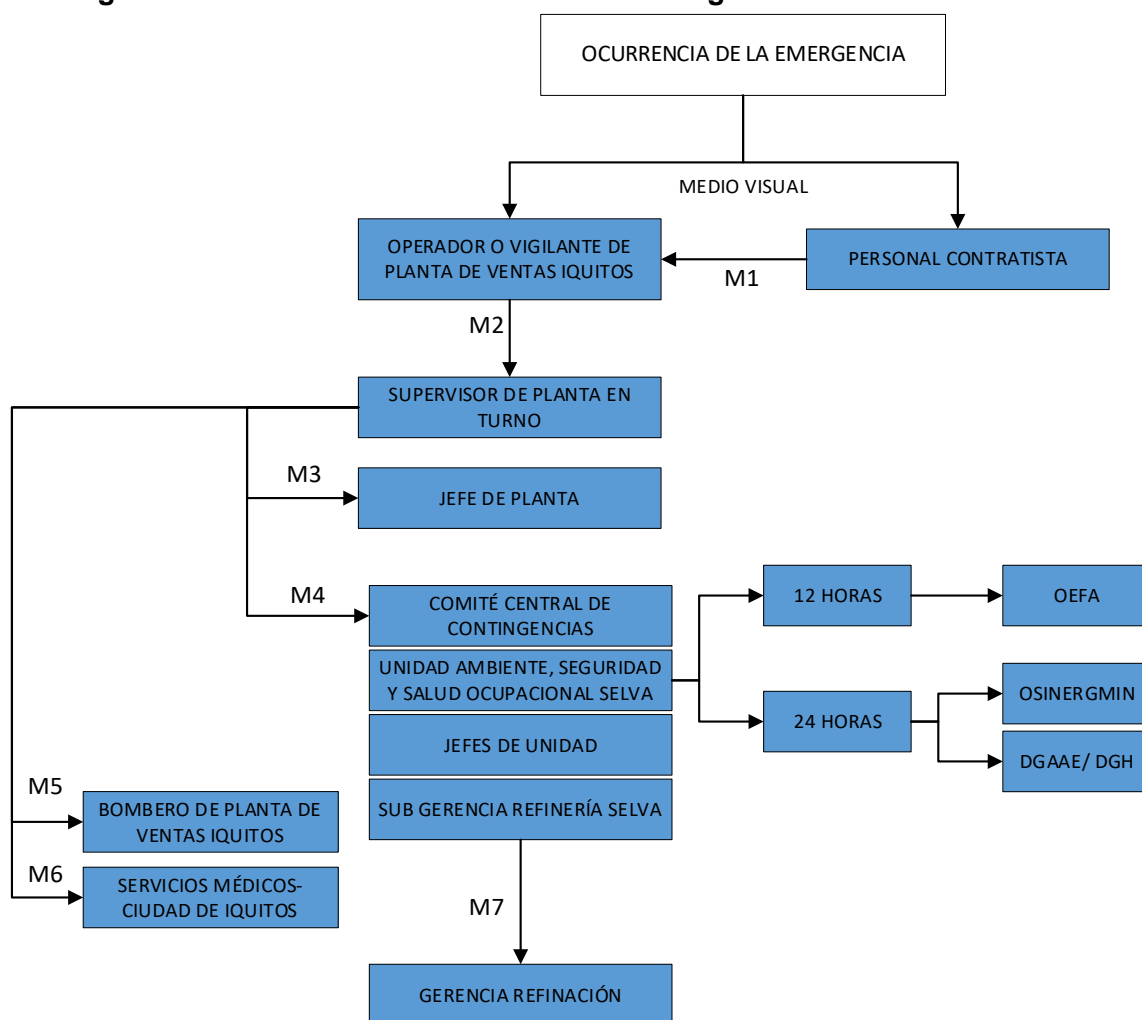 OCURRENCIA DE LA EMERGENCIA
MEDIO VISUAL
OPERADOR O VIGILANTE DE
PLANTA DE VENTAS IQUITOS
M1
PERSONAL CONTRATISTA
M2
SUPERVISOR DE PLANTA EN
TURNO
M3
JEFE DE PLANTA
M4
COMITÉ CENTRAL DE
CONTINGENCIAS
UNIDAD AMBIENTE, SEGURIDAD
Y SALUD OCUPACIONAL SELVA
JEFES DE UNIDAD
SUB GERENCIA REFINERÍA SELVA
12 HORAS
OEFA
24 HORAS
OSINERGMIN
DGAAE/ DGH
M5
BOMBERO DE PLANTA DE
VENTAS IQUITOS
M6
SERVICIOS MÉDICOS-
CIUDAD DE IQUITOS
M7
GERENCIA REFINACIÓN